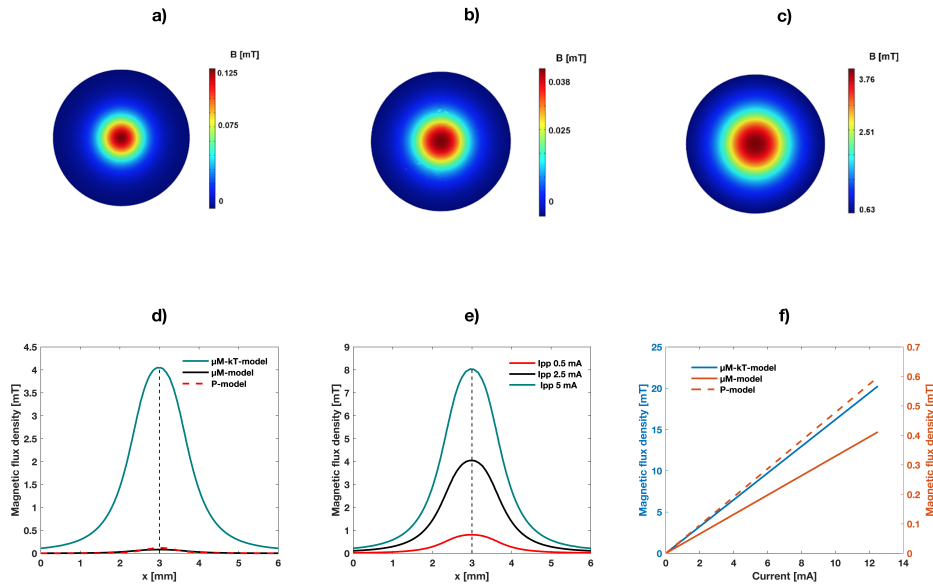 a)
b)
c)
B [mT]
0.125
0.075
0
B [mT]
0.038
0.025
0
B [mT]
3.76
2.51
0.63
d)
e)
f)
4.5
4
3.5
3
2.5
2
1.5
1
0.5
0
Magnetic flux density [mT]
µM-kT-model
µM-model
P-model
0 1 2 3 4 5 6
x [mm]
9
8
7
6
5
4
3
2
1
0
Magnetic flux density [mT]
Ipp 0.5 mA
Ipp 2.5 mA
Ipp 5 mA
0 1 2 3 4 5 6
x [mm]
25
20
15
10
5
0
Magnetic flux density [mT]
µM-kT-model
µM-model
P-model
0 2 4 6 8 10 12 14
Current [mA]
0.7
0.6
0.5
0.4
0.3
0.2
0.1
0
Magnetic flux density [mT]